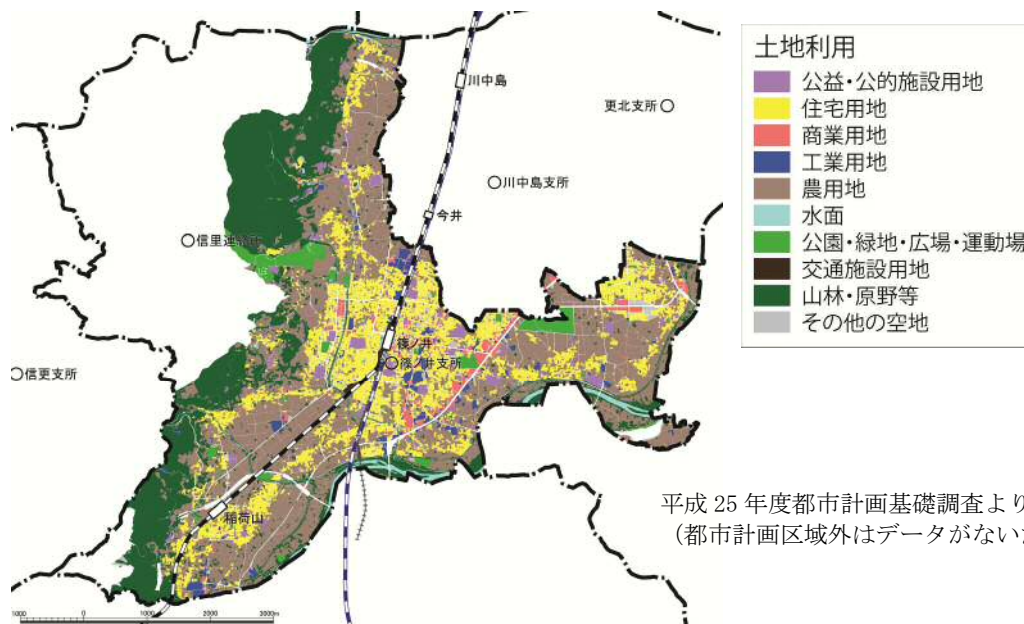 川中島
更北支所
川中島支所
今井
信里連絡所
篠ノ井
篠ノ井支所
信更支所
稲荷山
1000 0 1000 2000 3000m
土地利用
公益・公的施設用地
住宅用地
商業用地
工業用地
農用地
水面
公園・緑地・広場・運動場
交通施設用地
山林・原野等
その他の空地
平成 25 年度都市計画基礎調査より
(都市計画区域外はデータがない